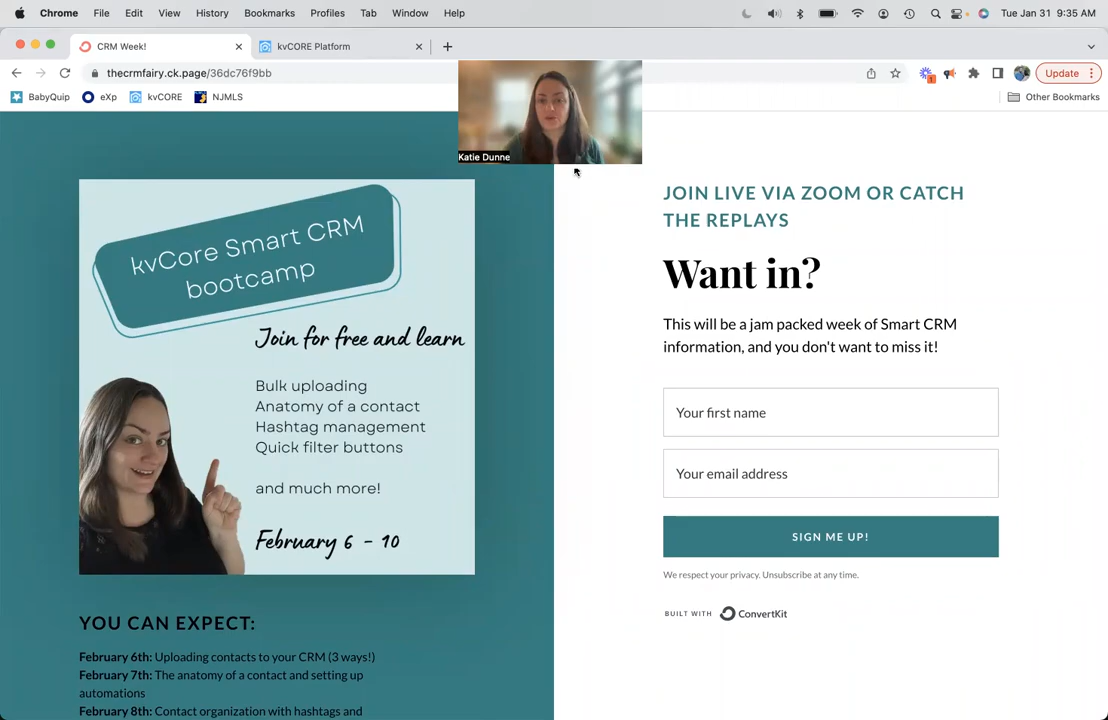 Chrome File Edit View History Bookmarks Profiles Tab Window Help Tue Jan 31 9:35 AM
CRM Week! kvCORE Platform
thecrmfairy.ck.page/36dc76f9bb Update
BabyQuip eXp kvCORE NJMLS Other Bookmarks
Katie Dunne
kvCore Smart CRM
bootcamp
Join for free and learn
Bulk uploading
Anatomy of a contact
Hashtag management
Quick filter buttons
and much more!
February 6 - 10
YOU CAN EXPECT:
February 6th: Uploading contacts to your CRM (3 ways!)
February 7th: The anatomy of a contact and setting up
automations
February 8th: Contact organization with hashtags and
JOIN LIVE VIA ZOOM OR CATCH
THE REPLAYS
Want in?
This will be a jam packed week of Smart CRM
information, and you don't want to miss it!
Your first name
Your email address
SIGN ME UP!
We respect your privacy. Unsubscribe at any time.
BUILT WITH ConvertKit